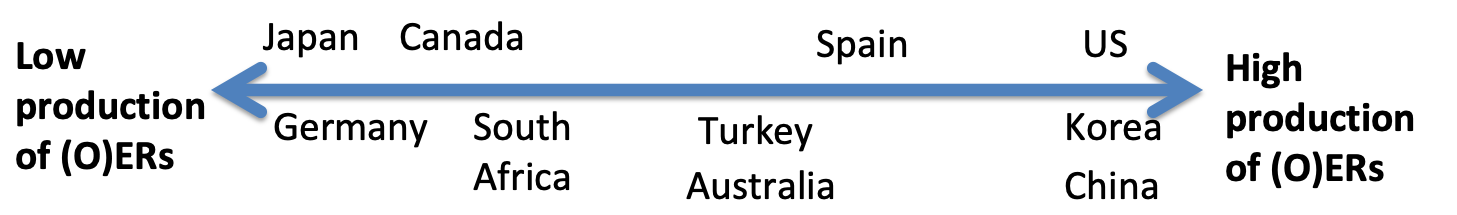 Low
production
of (O)ERs
Japan Canada Spain US
Germany South Turkey Korea
Africa Australia China
High
production
of (O)ERs